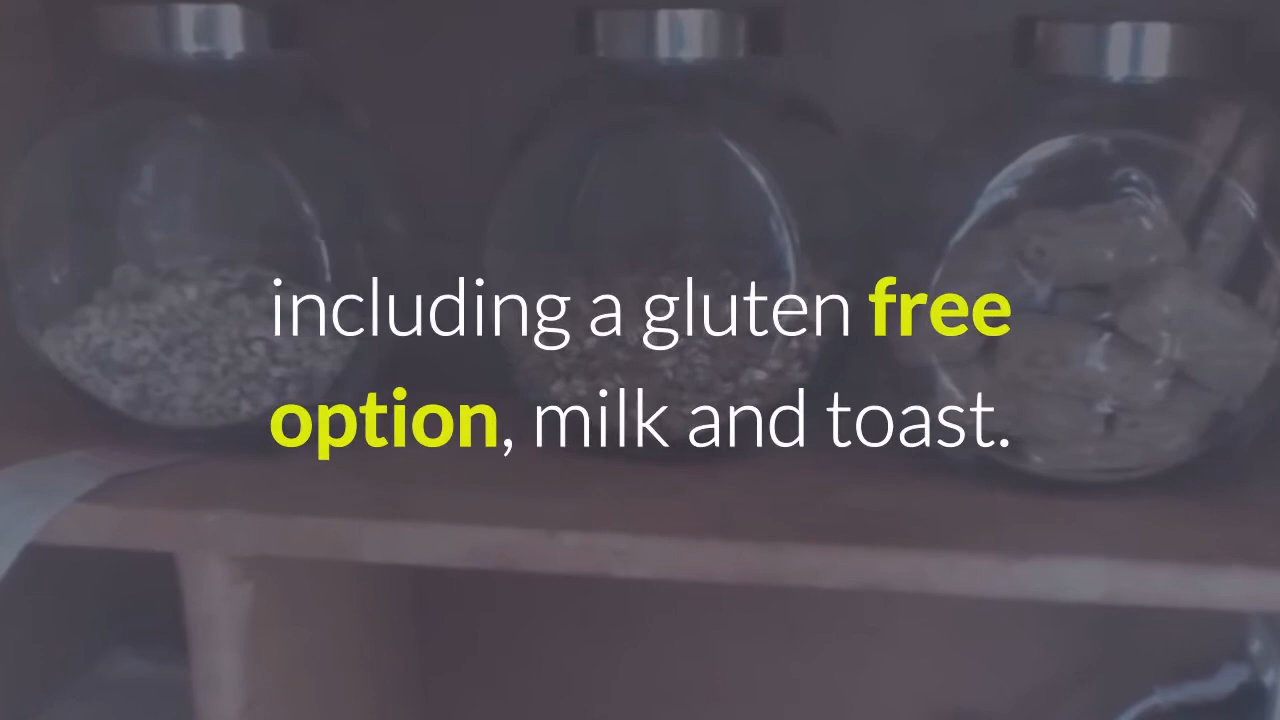 including a gluten free
option, milk and toast.